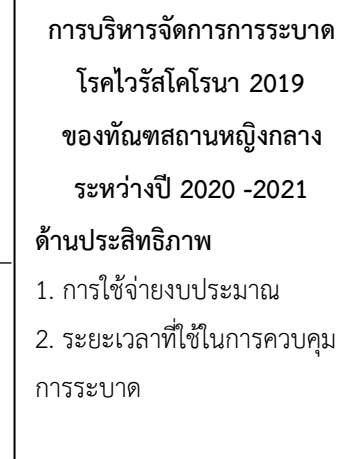 การบริหารจัดการการระบาด
โรคไวรัสโคโรนา 2019
ของทัณฑสถานหญิงกลาง
ระหว่างปี 2020 -2021
ด้านประสิทธิภาพ
1. การใช้จ่ายงบประมาณ
2. ระยะเวลาที่ใช้ในการควบคุม
การระบาด